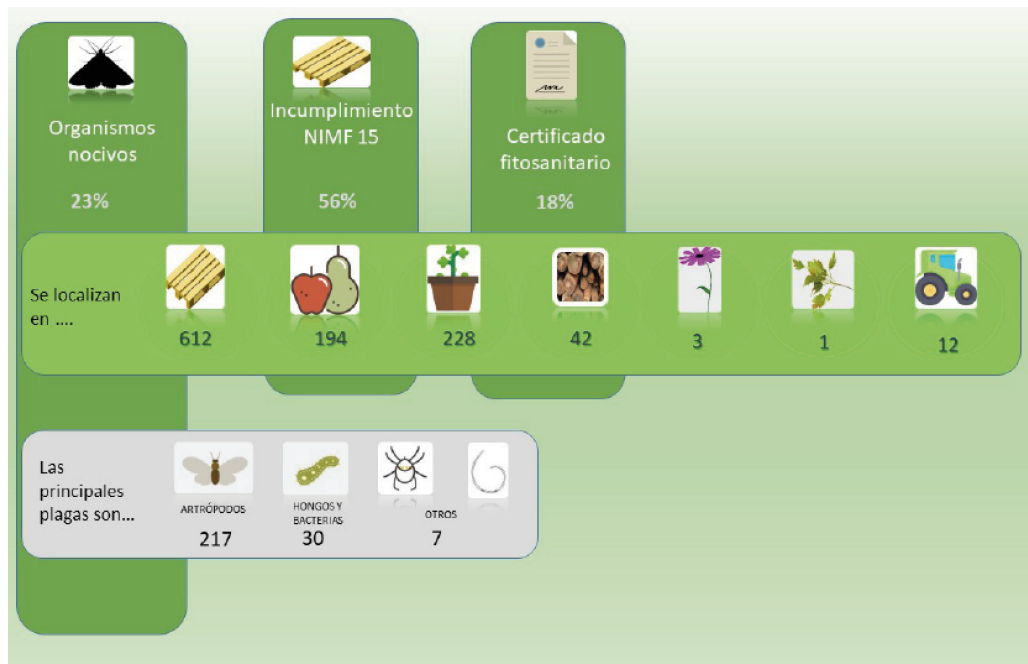 Organismos
nocivos
23%
Incumplimiento
NIMF 15
56%
Certificado
fitosanitario
18%
Se localizan
en ....
612
194
228
42
3
1
12
Las
principales
plagas son...
ARTRÓPODOS
217
HONGOS Y
BACTERIAS
30
OTROS
7